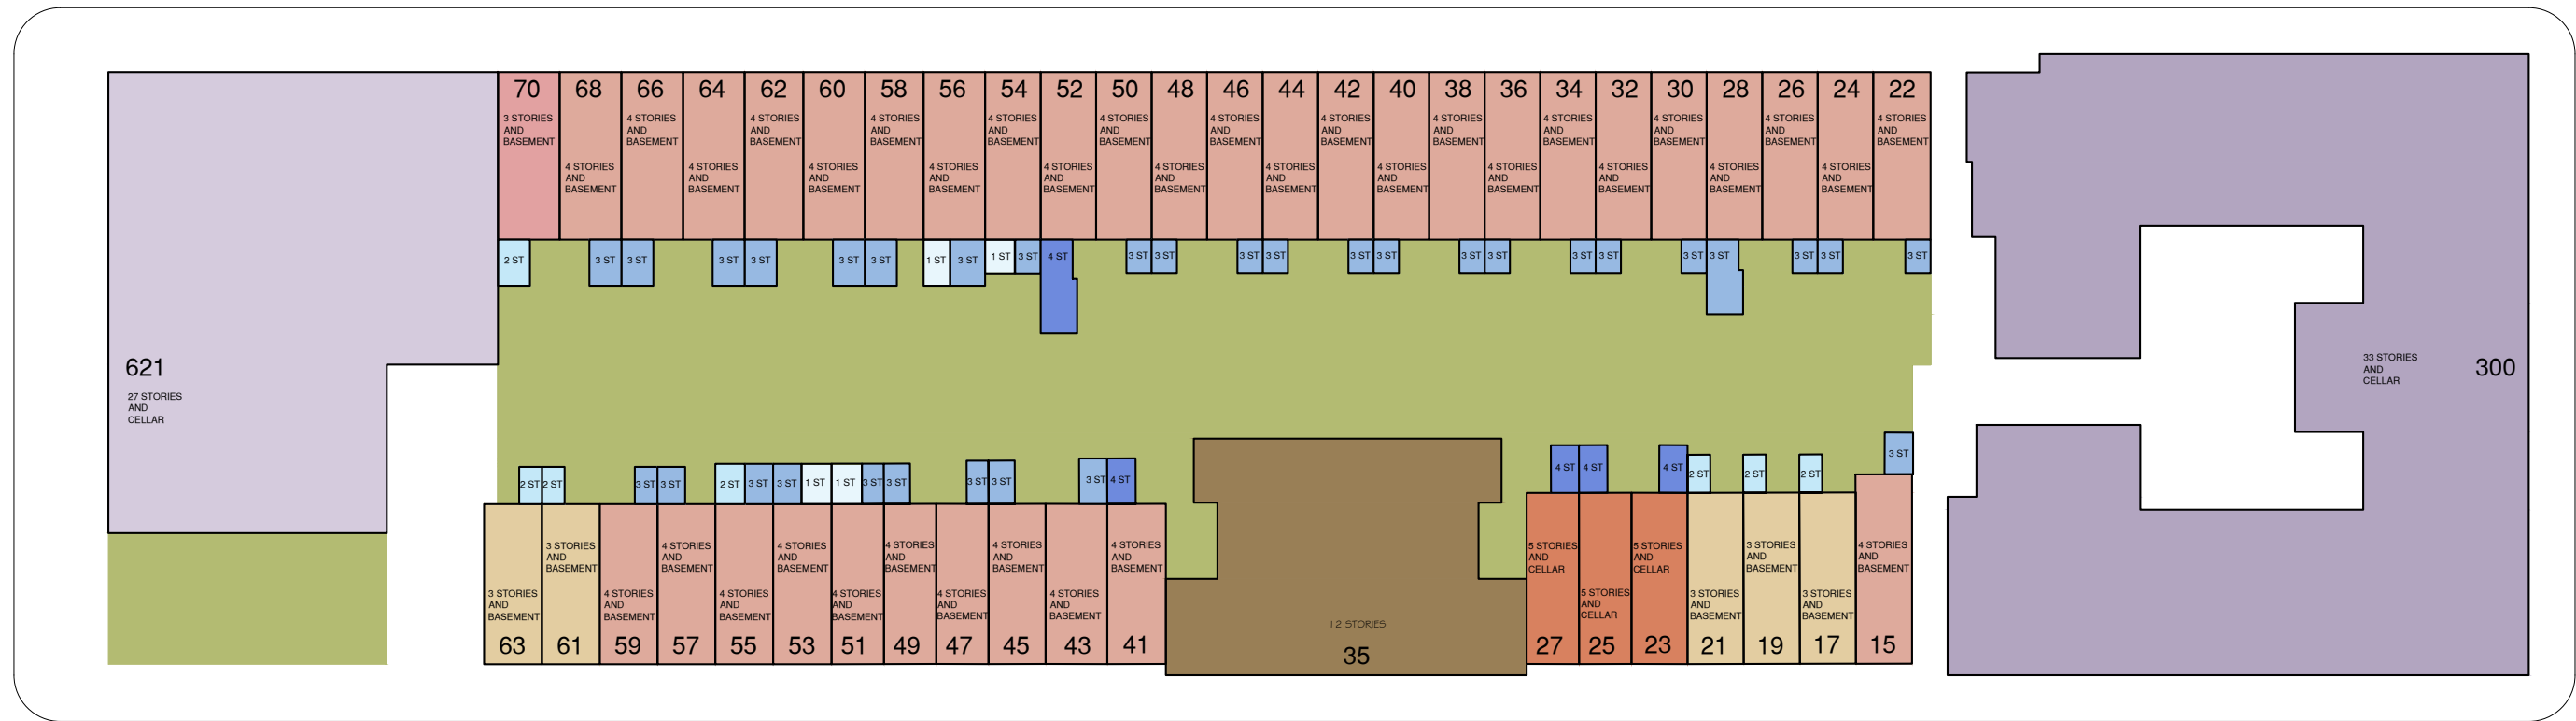 70 68 66 64 62 60 58 56 54 52 50 48 46 44 42 40 38 36 34 32 30 28 26 24 22
3 STORIES 4 STORIES 4 STORIES 4 STORIES 4 STORIES 4 STORIES 4 STORIES 4 STORIES 4 STORIES 4 STORIES 4 STORIES 4 STORIES
AND AND AND AND AND AND AND AND AND AND AND AND
BASEMENT BASEMENT BASEMENT BASEMENT BASEMENT BASEMENT BASEMENT BASEMENT BASEMENT BASEMENT BASEMENT BASEMENT
4 STORIES 4 STORIES 4 STORIES 4 STORIES 4 STORIES 4 STORIES 4 STORIES 4 STORIES 4 STORIES 4 STORIES 4 STORIES 4 STORIES
AND AND AND AND AND AND AND AND AND AND AND AND
BASEMENT BASEMENT BASEMENT BASEMENT BASEMENT BASEMENT BASEMENT BASEMENT BASEMENT BASEMENT BASEMENT BASEMENT
2 ST 3 ST 3 ST 3 ST 3 ST 3 ST 3 ST 1 ST 3 ST 1 ST 3 ST 4 ST 3 ST 3 ST 3 ST 3 ST 3 ST 3 ST 3 ST 3 ST 3 ST 3 ST 3 ST 3 ST 3 ST 3 ST 3 ST
621
27 STORIES
AND
CELLAR
33 STORIES
AND
CELLAR
300
2 ST 2 ST 3 ST 3 ST 2 ST 3 ST 3 ST 1 ST 1 ST 3 ST 3 ST 3 ST 3 ST 3 ST 4 ST 4 ST 4 ST 4 ST 2 ST 2 ST 2 ST 3 ST
3 STORIES 4 STORIES 4 STORIES 4 STORIES 4 STORIES 4 STORIES 5 STORIES 5 STORIES 3 STORIES 4 STORIES
AND AND AND AND AND AND AND AND AND AND
BASEMENT BASEMENT BASEMENT BASEMENT BASEMENT BASEMENT CELLAR CELLAR BASEMENT BASEMENT
3 STORIES 4 STORIES 4 STORIES 4 STORIES 4 STORIES 4 STORIES 5 STORIES 3 STORIES 3 STORIES
AND AND AND AND AND AND AND AND AND
BASEMENT BASEMENT BASEMENT BASEMENT BASEMENT BASEMENT CELLAR BASEMENT BASEMENT
12 STORIES
63 61 59 57 55 53 51 49 47 45 43 41 35 27 25 23 21 19 17 15